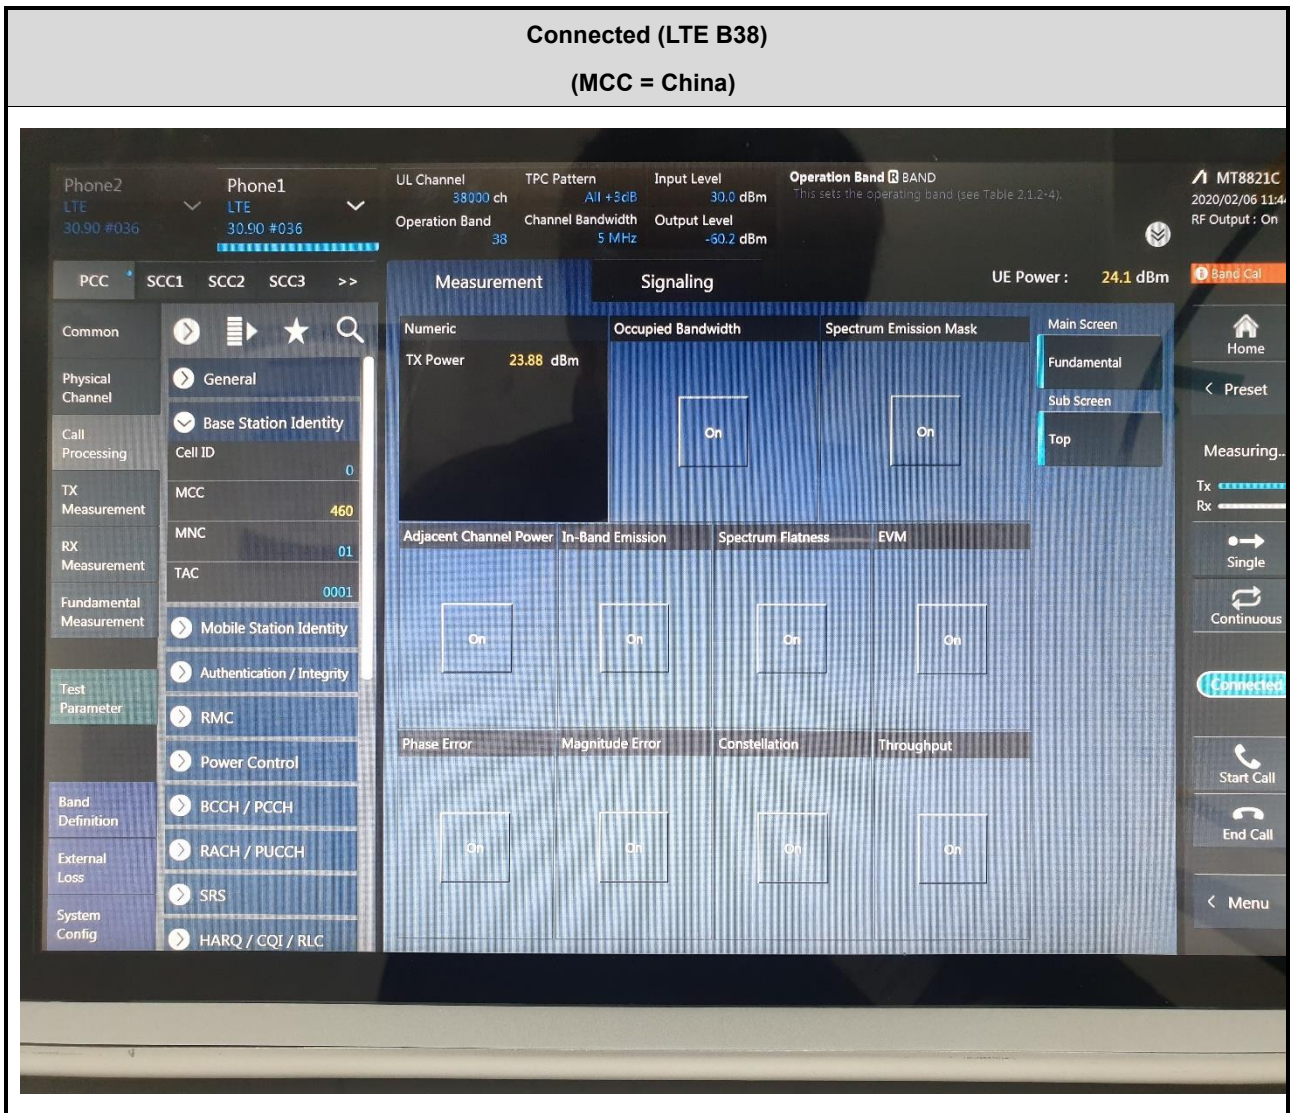 Connected (LTE B38)
(MCC = China)
Phone2
LTE
30.90 #036
Phone1
LTE
30.90 #036
UL Channel
38000 ch
Operation Band
38
TPC Pattern
All +3dB
Channel Bandwidth
5 MHz
Input Level
30.0 dBm
Output Level
-60.2 dBm
Operation Band R BAND
This sets the operating band (see Table 2.1.2-4).
MT8821C
2020/02/06 11:44
RF Output : On
PCC SCC1 SCC2 SCC3 >>
Measurement
Signaling
UE Power : 24.1 dBm
Band Cal
Common
Physical
Channel
Call
Processing
TX
Measurement
RX
Measurement
Fundamental
Measurement
Test
Parameter
Band
Definition
External
Loss
System
Config
General
Base Station Identity
Cell ID
0
MCC
460
MNC
01
TAC
0001
Mobile Station Identity
Authentication / Integrity
RMC
Power Control
BCCH / PCCH
RACH / PUCCH
SRS
HARQ / CQI / RLC
Numeric
TX Power 23.88 dBm
Occupied Bandwidth
On
Spectrum Emission Mask
On
Adjacent Channel Power
On
In-Band Emission
On
Spectrum Flatness
On
EVM
On
Phase Error
On
Magnitude Error
On
Constellation
On
Throughput
On
Main Screen
Fundamental
Sub Screen
Top
Home
< Preset
Measuring..
Tx
Rx
Single
Continuous
Connected
Start Call
End Call
< Menu